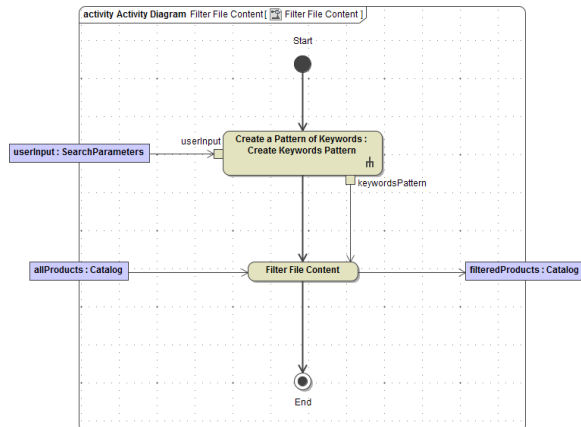 activity Activity Diagram Filter File Content [ Filter File Content ]
Start
userInput
Create a Pattern of Keywords :
Create Keywords Pattern
userInput : SearchParameters
keywordsPattern
allProducts : Catalog
Filter File Content
filteredProducts : Catalog
End